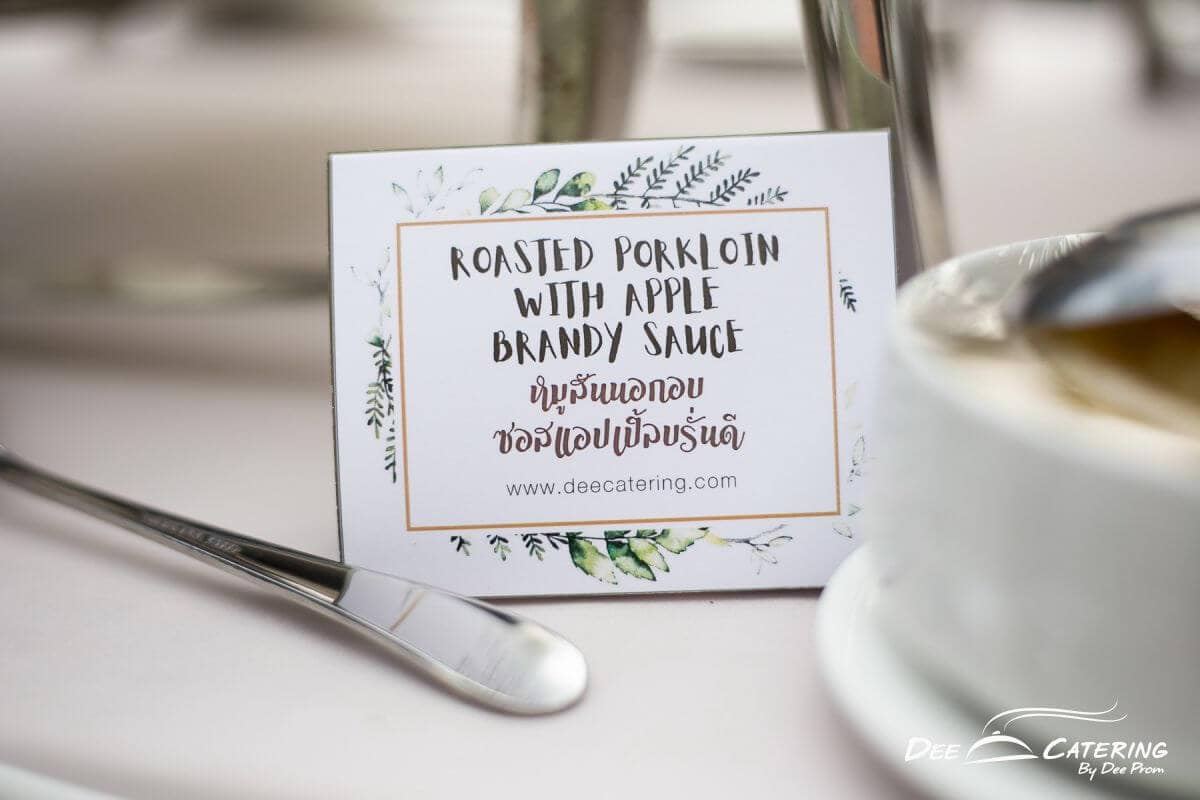 ROASTED PORKLOIN
WITH APPLE
BRANDY SAUCE
หมูสันนอกอบ
ซอสแอปเปิ้ลบรั่นดี
www.deecatering.com
DEE CATERING
By Dee Prom